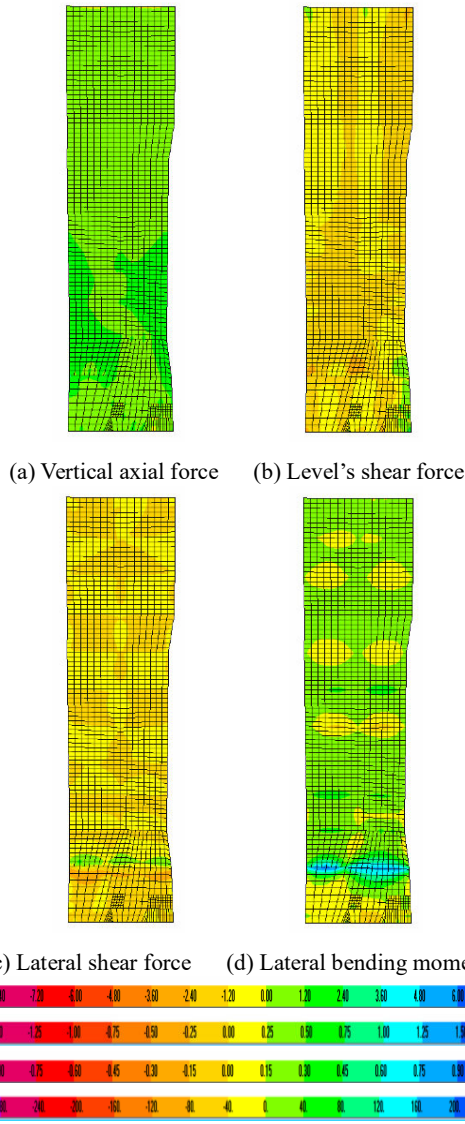 (a) Vertical axial force (b) Level's shear force
) Lateral shear force (d) Lateral bending mome
-7.20 -6.00 -4.80 -3.60 -2.40 -1.20 0.00 1.20 2.40 3.60 4.80 6.00
-1.25 -1.00 -0.75 -0.50 -0.25 0.00 0.25 0.50 0.75 1.00 1.25
-0.75 -0.60 -0.45 -0.30 -0.15 0.00 0.15 0.30 0.45 0.60 0.75 0.90
-240. -200. -160. -120. -80. -40. 0. 40. 80. 120. 160. 200.